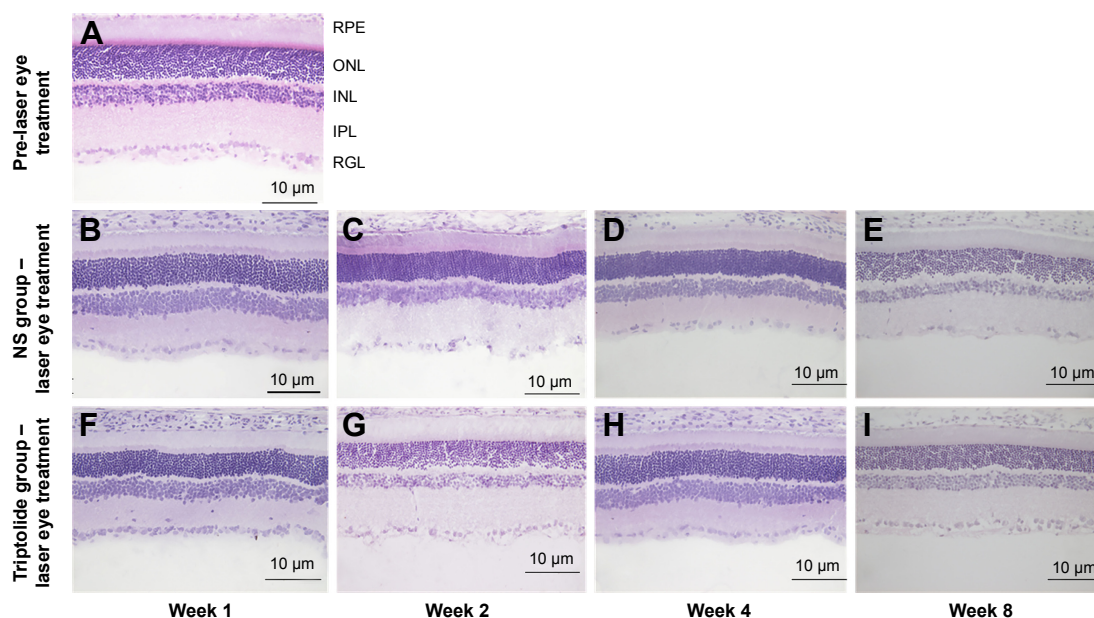 Pre-laser eye
treatment
A
RPE
ONL
INL
IPL
RGL
10 µm
NS group –
laser eye treatment
B
10 µm
C
10 µm
D
10 µm
E
10 µm
Triptolide group –
laser eye treatment
F
10 µm
G
10 µm
H
10 µm
I
10 µm
Week 1
Week 2
Week 4
Week 8